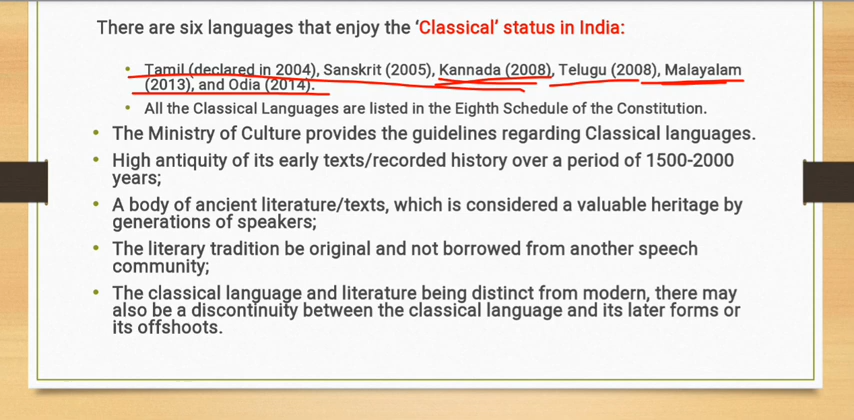 There are six languages that enjoy the ‘Classical’ status in India:
• Tamil (declared in 2004), Sanskrit (2005), Kannada (2008), Telugu (2008), Malayalam
(2013), and Odia (2014).
• All the Classical Languages are listed in the Eighth Schedule of the Constitution.
• The Ministry of Culture provides the guidelines regarding Classical languages.
• High antiquity of its early texts/recorded history over a period of 1500-2000
years;
• A body of ancient literature/texts, which is considered a valuable heritage by
generations of speakers;
• The literary tradition be original and not borrowed from another speech
community;
• The classical language and literature being distinct from modern, there may
also be a discontinuity between the classical language and its later forms or
its offshoots.